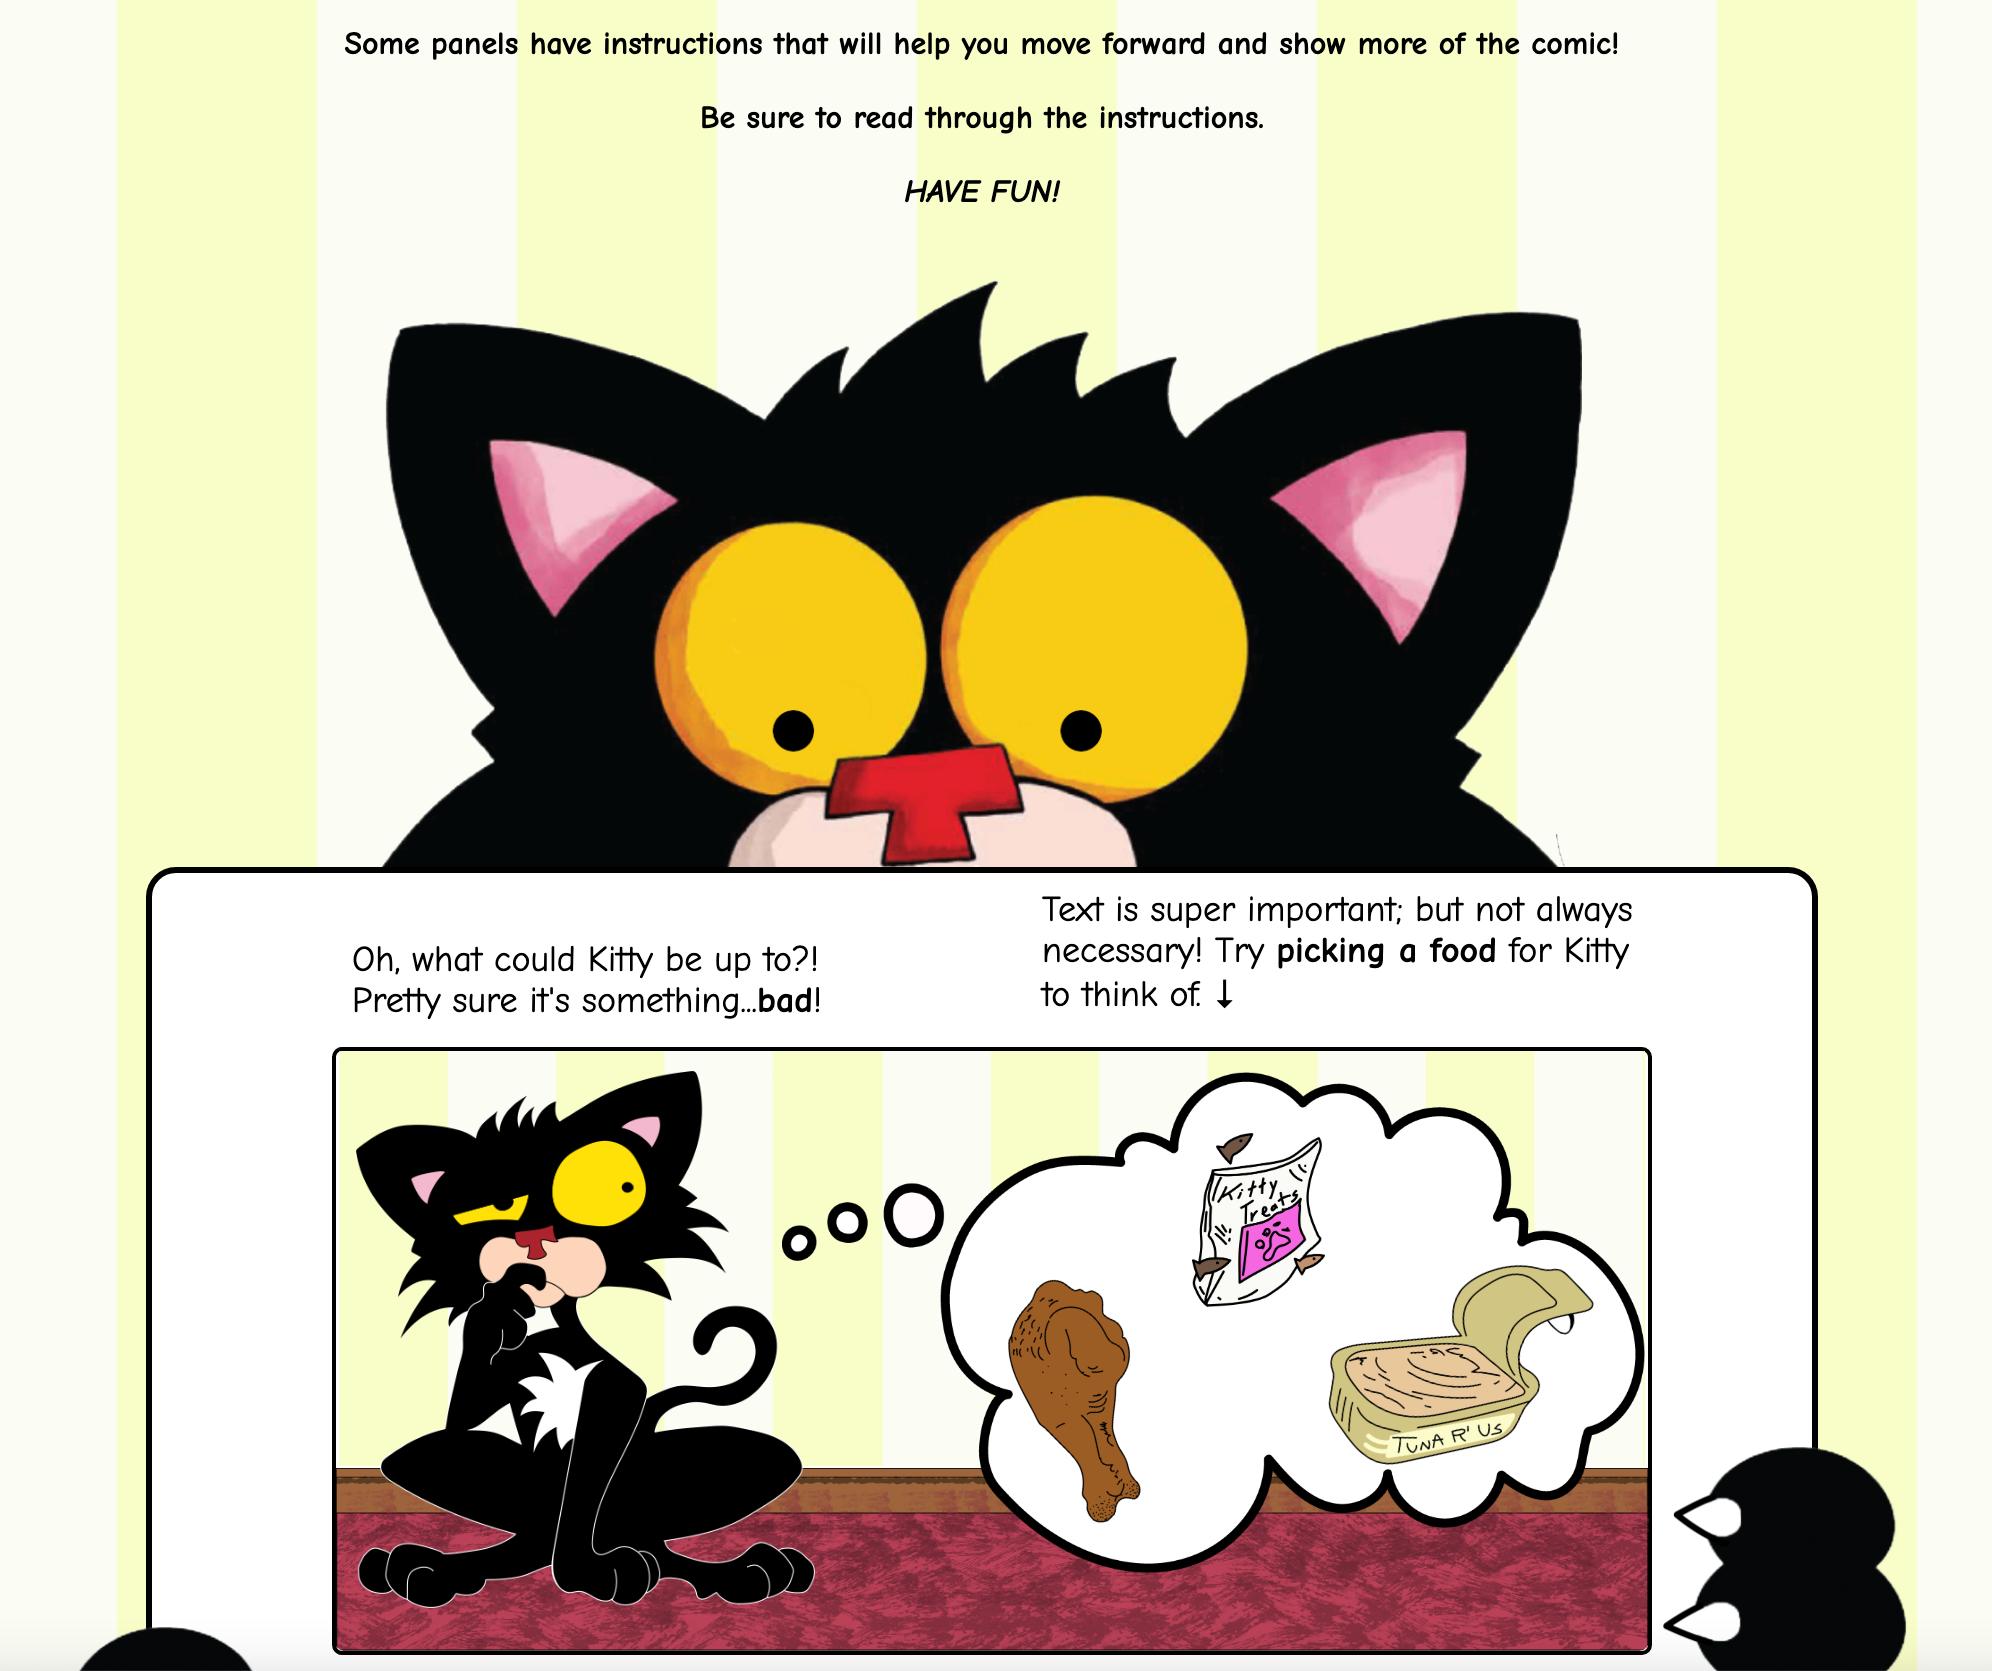 Some panels have instructions that will help you move forward and show more of the comic!
Be sure to read through the instructions.
HAVE FUN!
Oh, what could Kitty be up to?!
Pretty sure it's something...bad!
Text is super important; but not always
necessary! Try picking a food for Kitty
to think of. ↓
Kitty
Treats
TUNA R' US